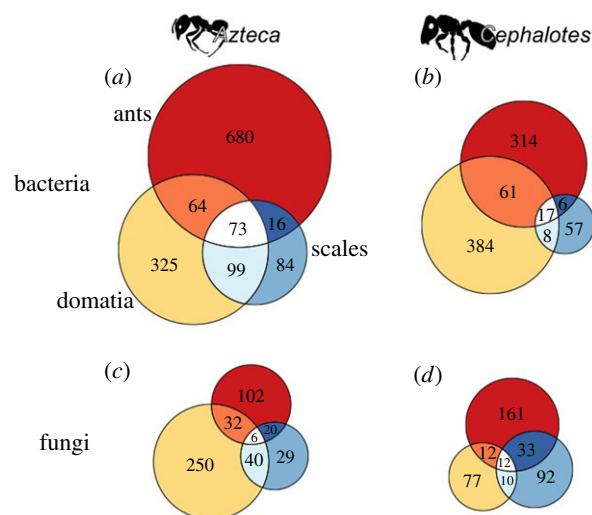 Azteca
Cephalotes
(a)
(b)
ants
680
314
bacteria
64
61
6
16
17
73
57
scales
8
384
325
99
84
domatia
(c)
(d)
102
161
32
20
fungi
6
12
33
250
40
29
12
77
10
92